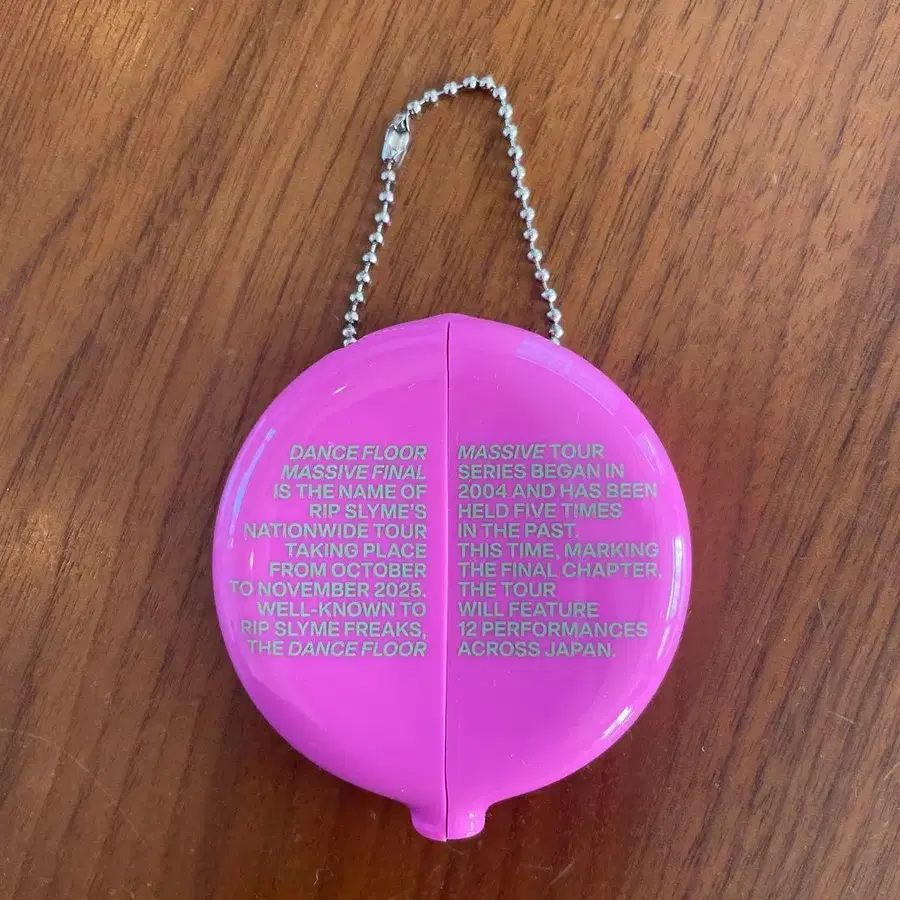 DANCE FLOOR
MASSIVE FINAL
IS THE NAME OF
RIP SLYME'S
NATIONWIDE TOUR
TAKING PLACE
FROM OCTOBER
TO NOVEMBER 2025.
WELL-KNOWN TO
RIP SLYME FREAKS,
THE DANCE FLOOR
MASSIVE TOUR
SERIES BEGAN IN
2004 AND HAS BEEN
HELD FIVE TIMES
IN THE PAST.
THIS TIME, MARKING
THE FINAL CHAPTER,
THE TOUR
WILL FEATURE
12 PERFORMANCES
ACROSS JAPAN.